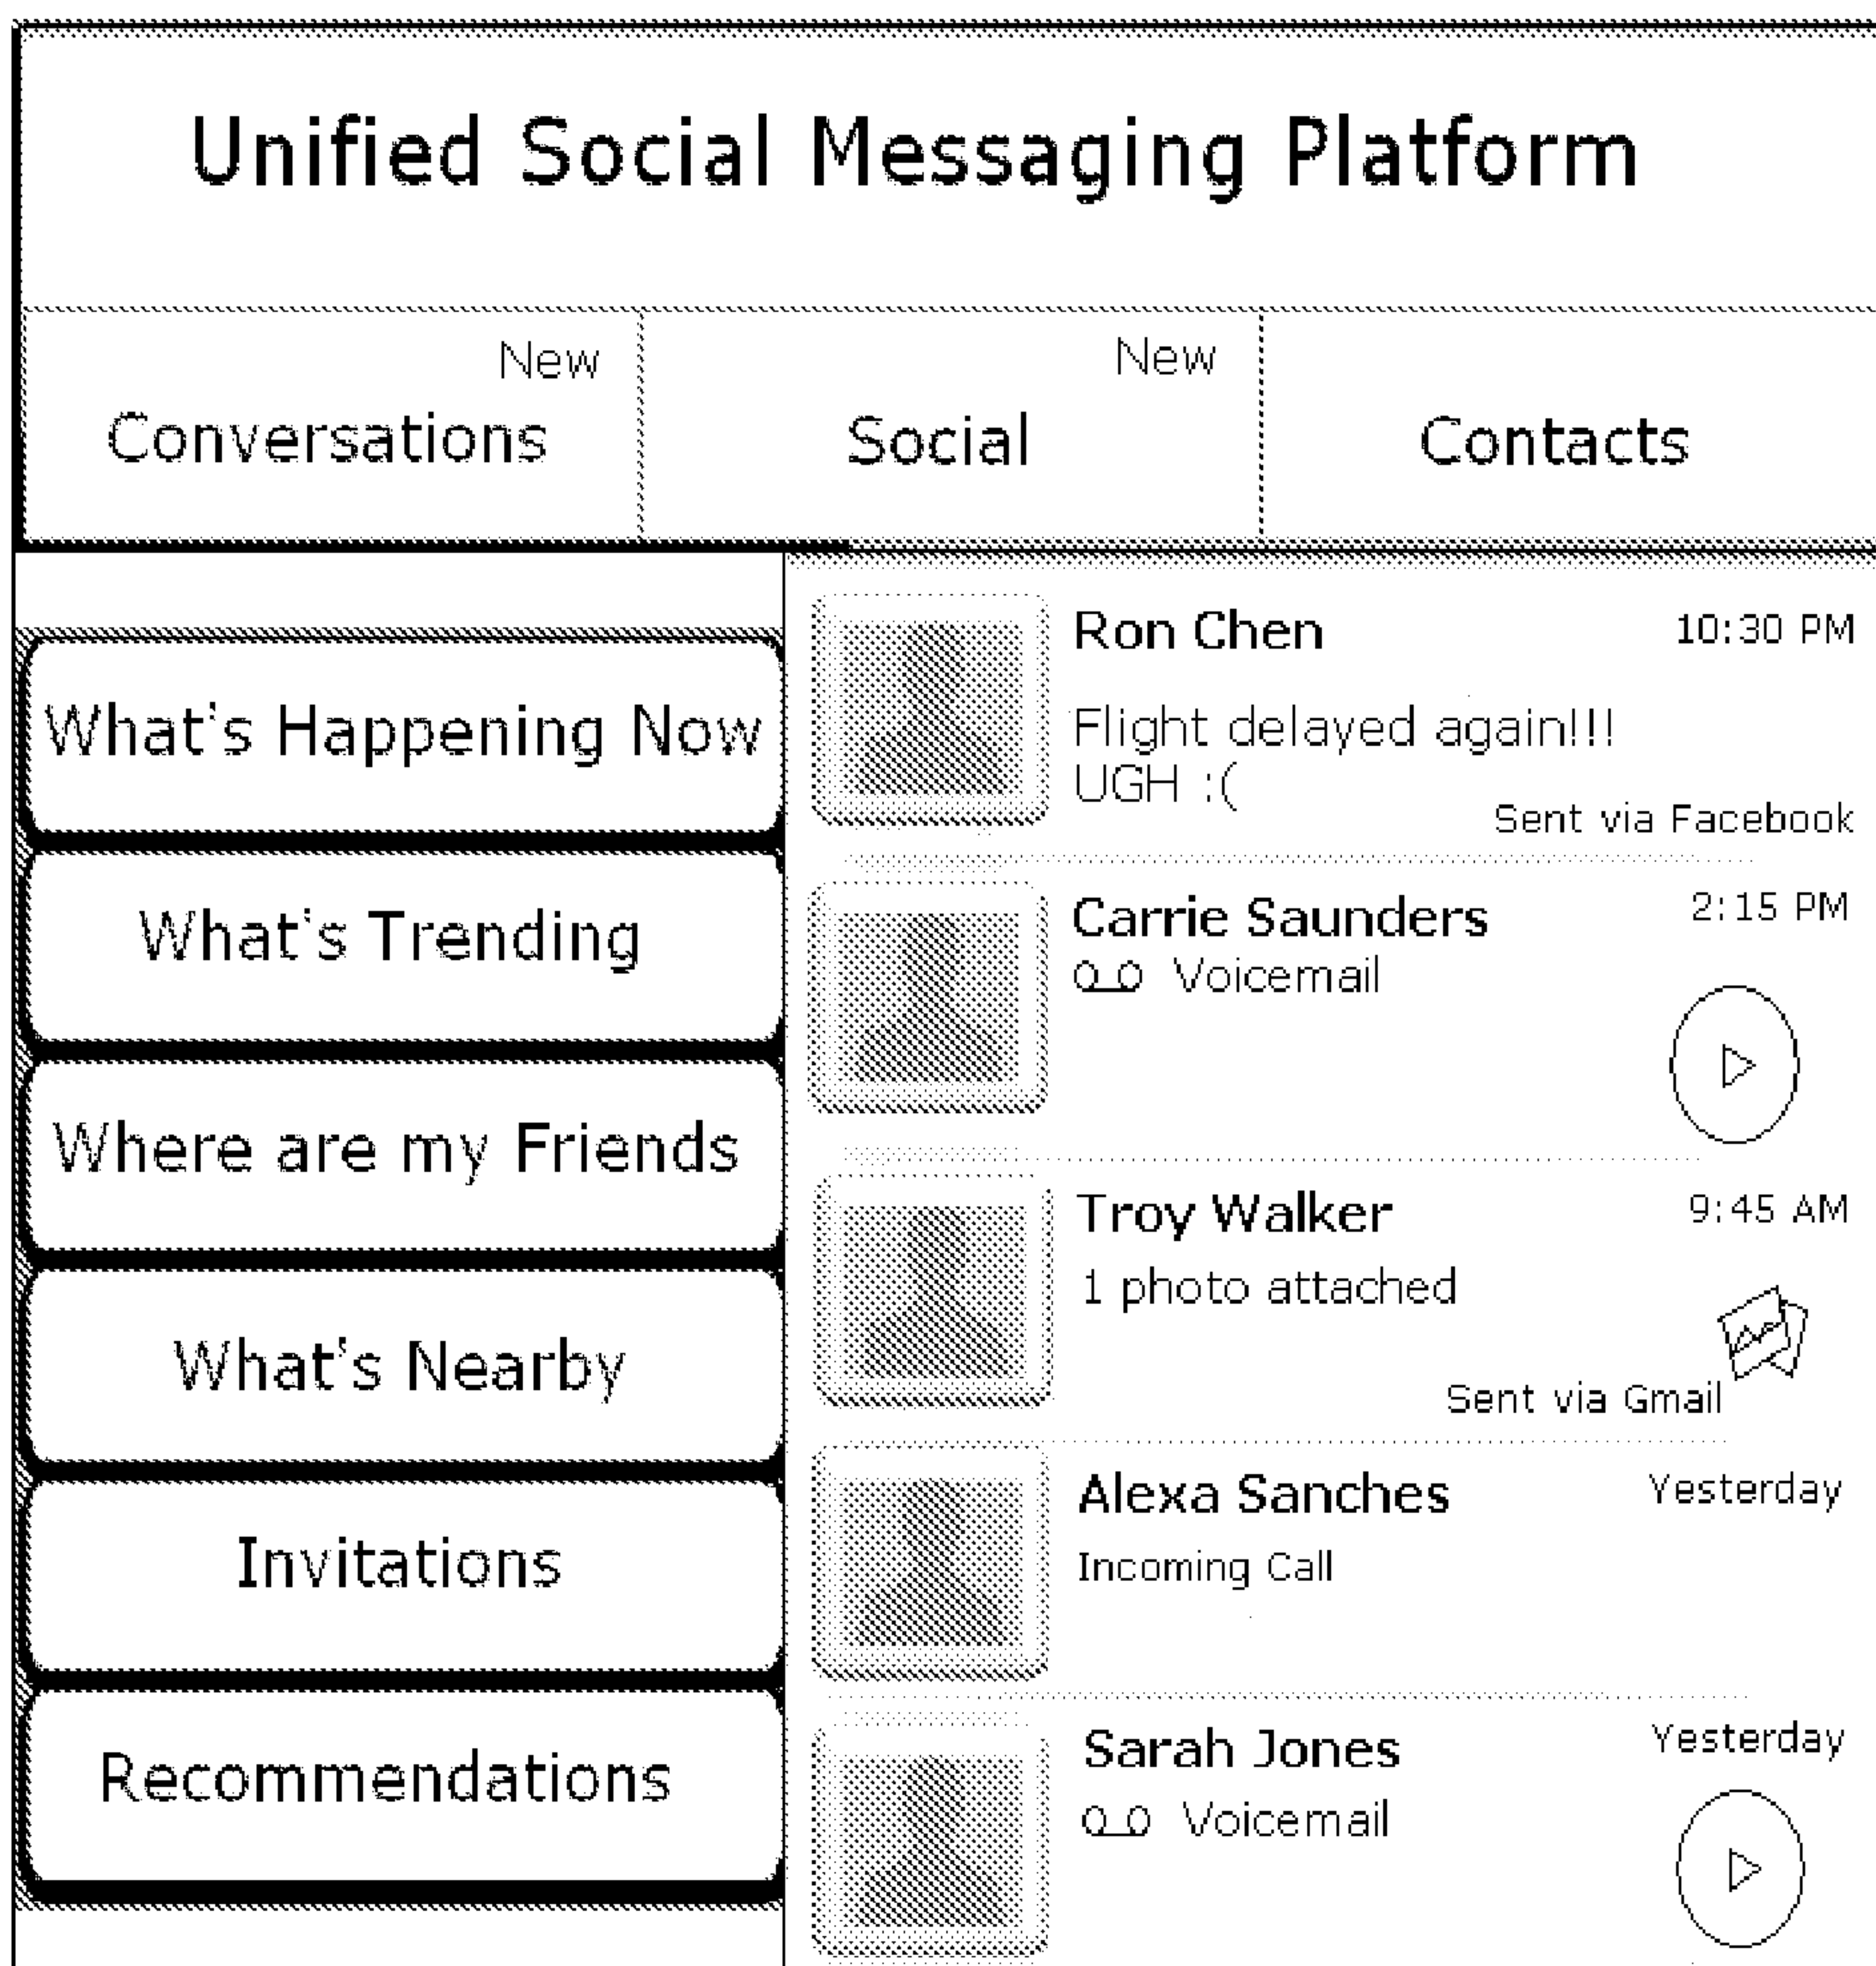 Unified Social Messaging Platform
New
Conversations
New
Social
Contacts
What's Happening Now
What's Trending
Where are my Friends
What's Nearby
Invitations
Recommendations
Ron Chen
10:30 PM
Flight delayed again!!!
UGH :(
Sent via Facebook
Carrie Saunders
2:15 PM
Voicemail
Troy Walker
9:45 AM
1 photo attached
Sent via Gmail
Alexa Sanches
Yesterday
Incoming Call
Sarah Jones
Yesterday
Voicemail